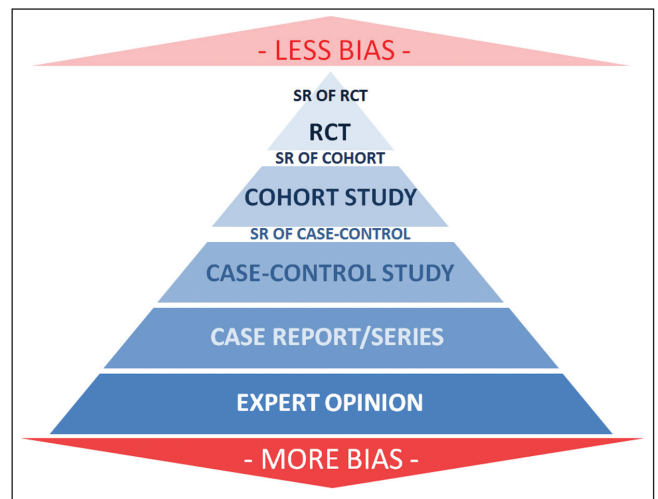 - LESS BIAS -
SR OF RCT
RCT
SR OF COHORT
COHORT STUDY
SR OF CASE-CONTROL
CASE-CONTROL STUDY
CASE REPORT/SERIES
EXPERT OPINION
- MORE BIAS -